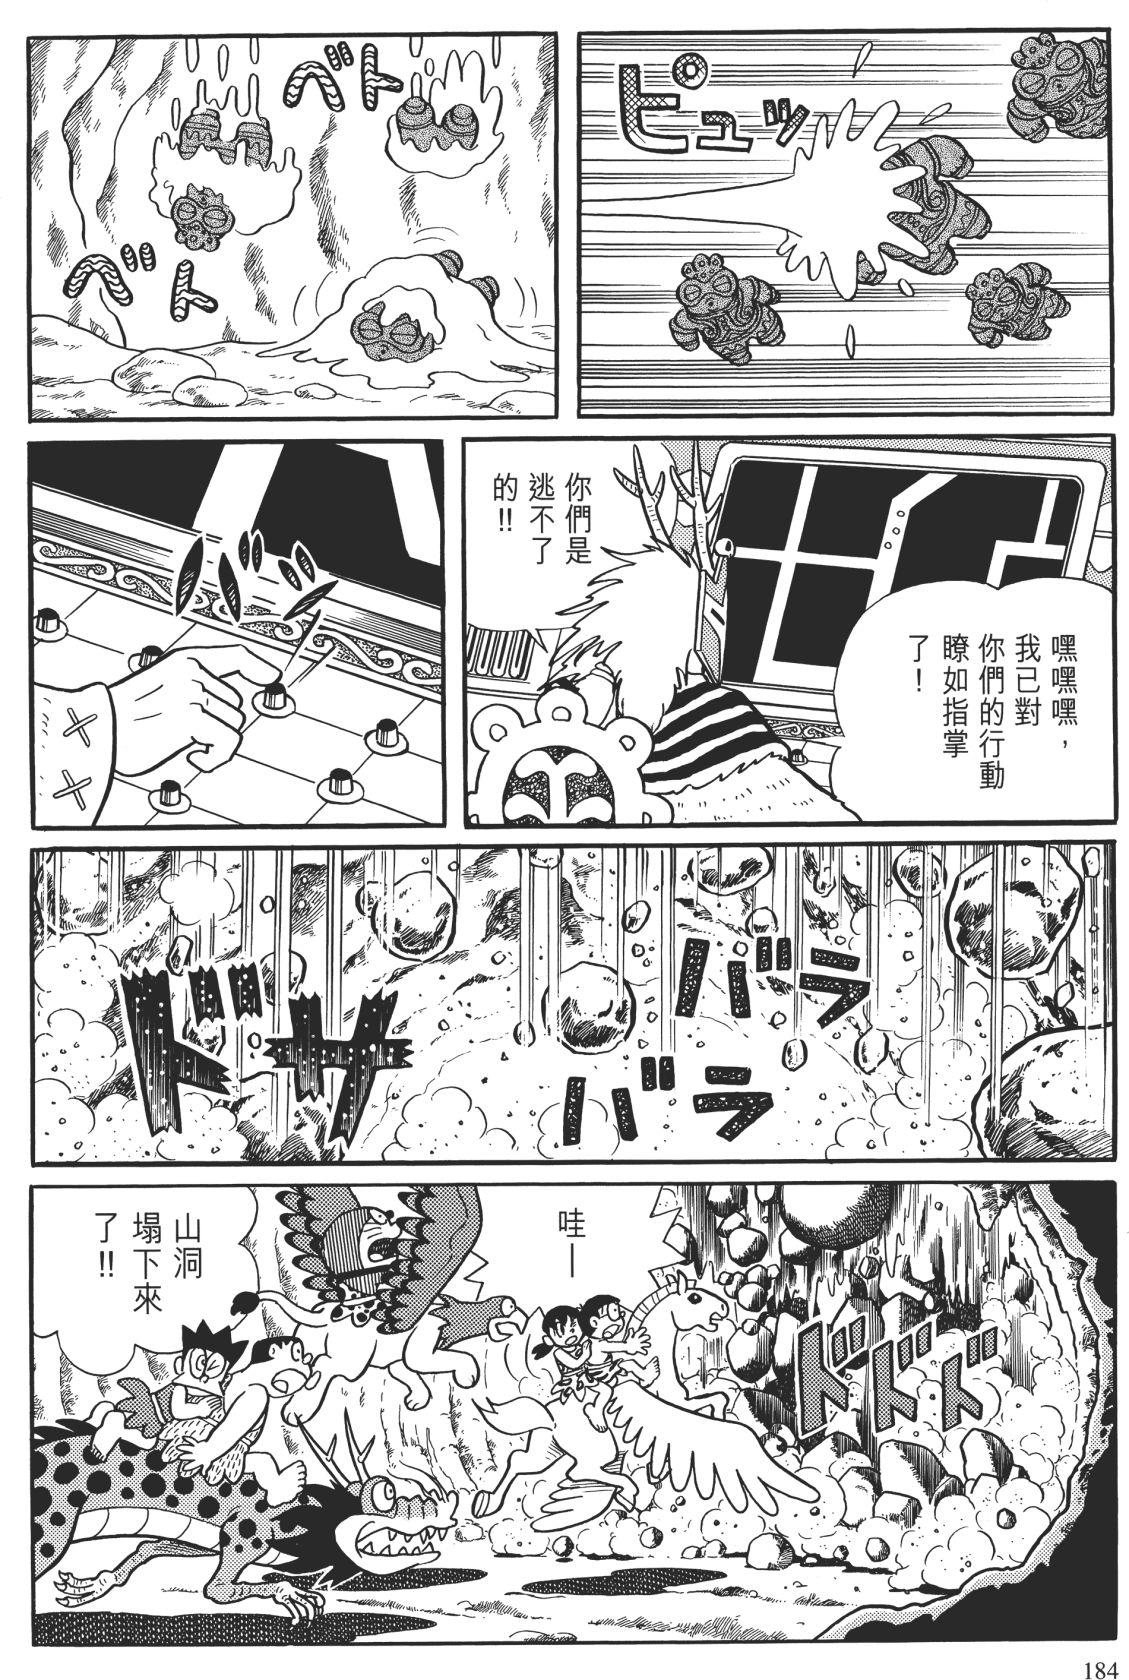 ピュッ
ベト
ベト
嘿嘿嘿，
我已對
你們的行動
瞭如指掌
了！
你們是
逃不了
的!!
パパ
バラ
バラ
ドサ
哇—
山洞
塌下來
了!!
ドドド
184